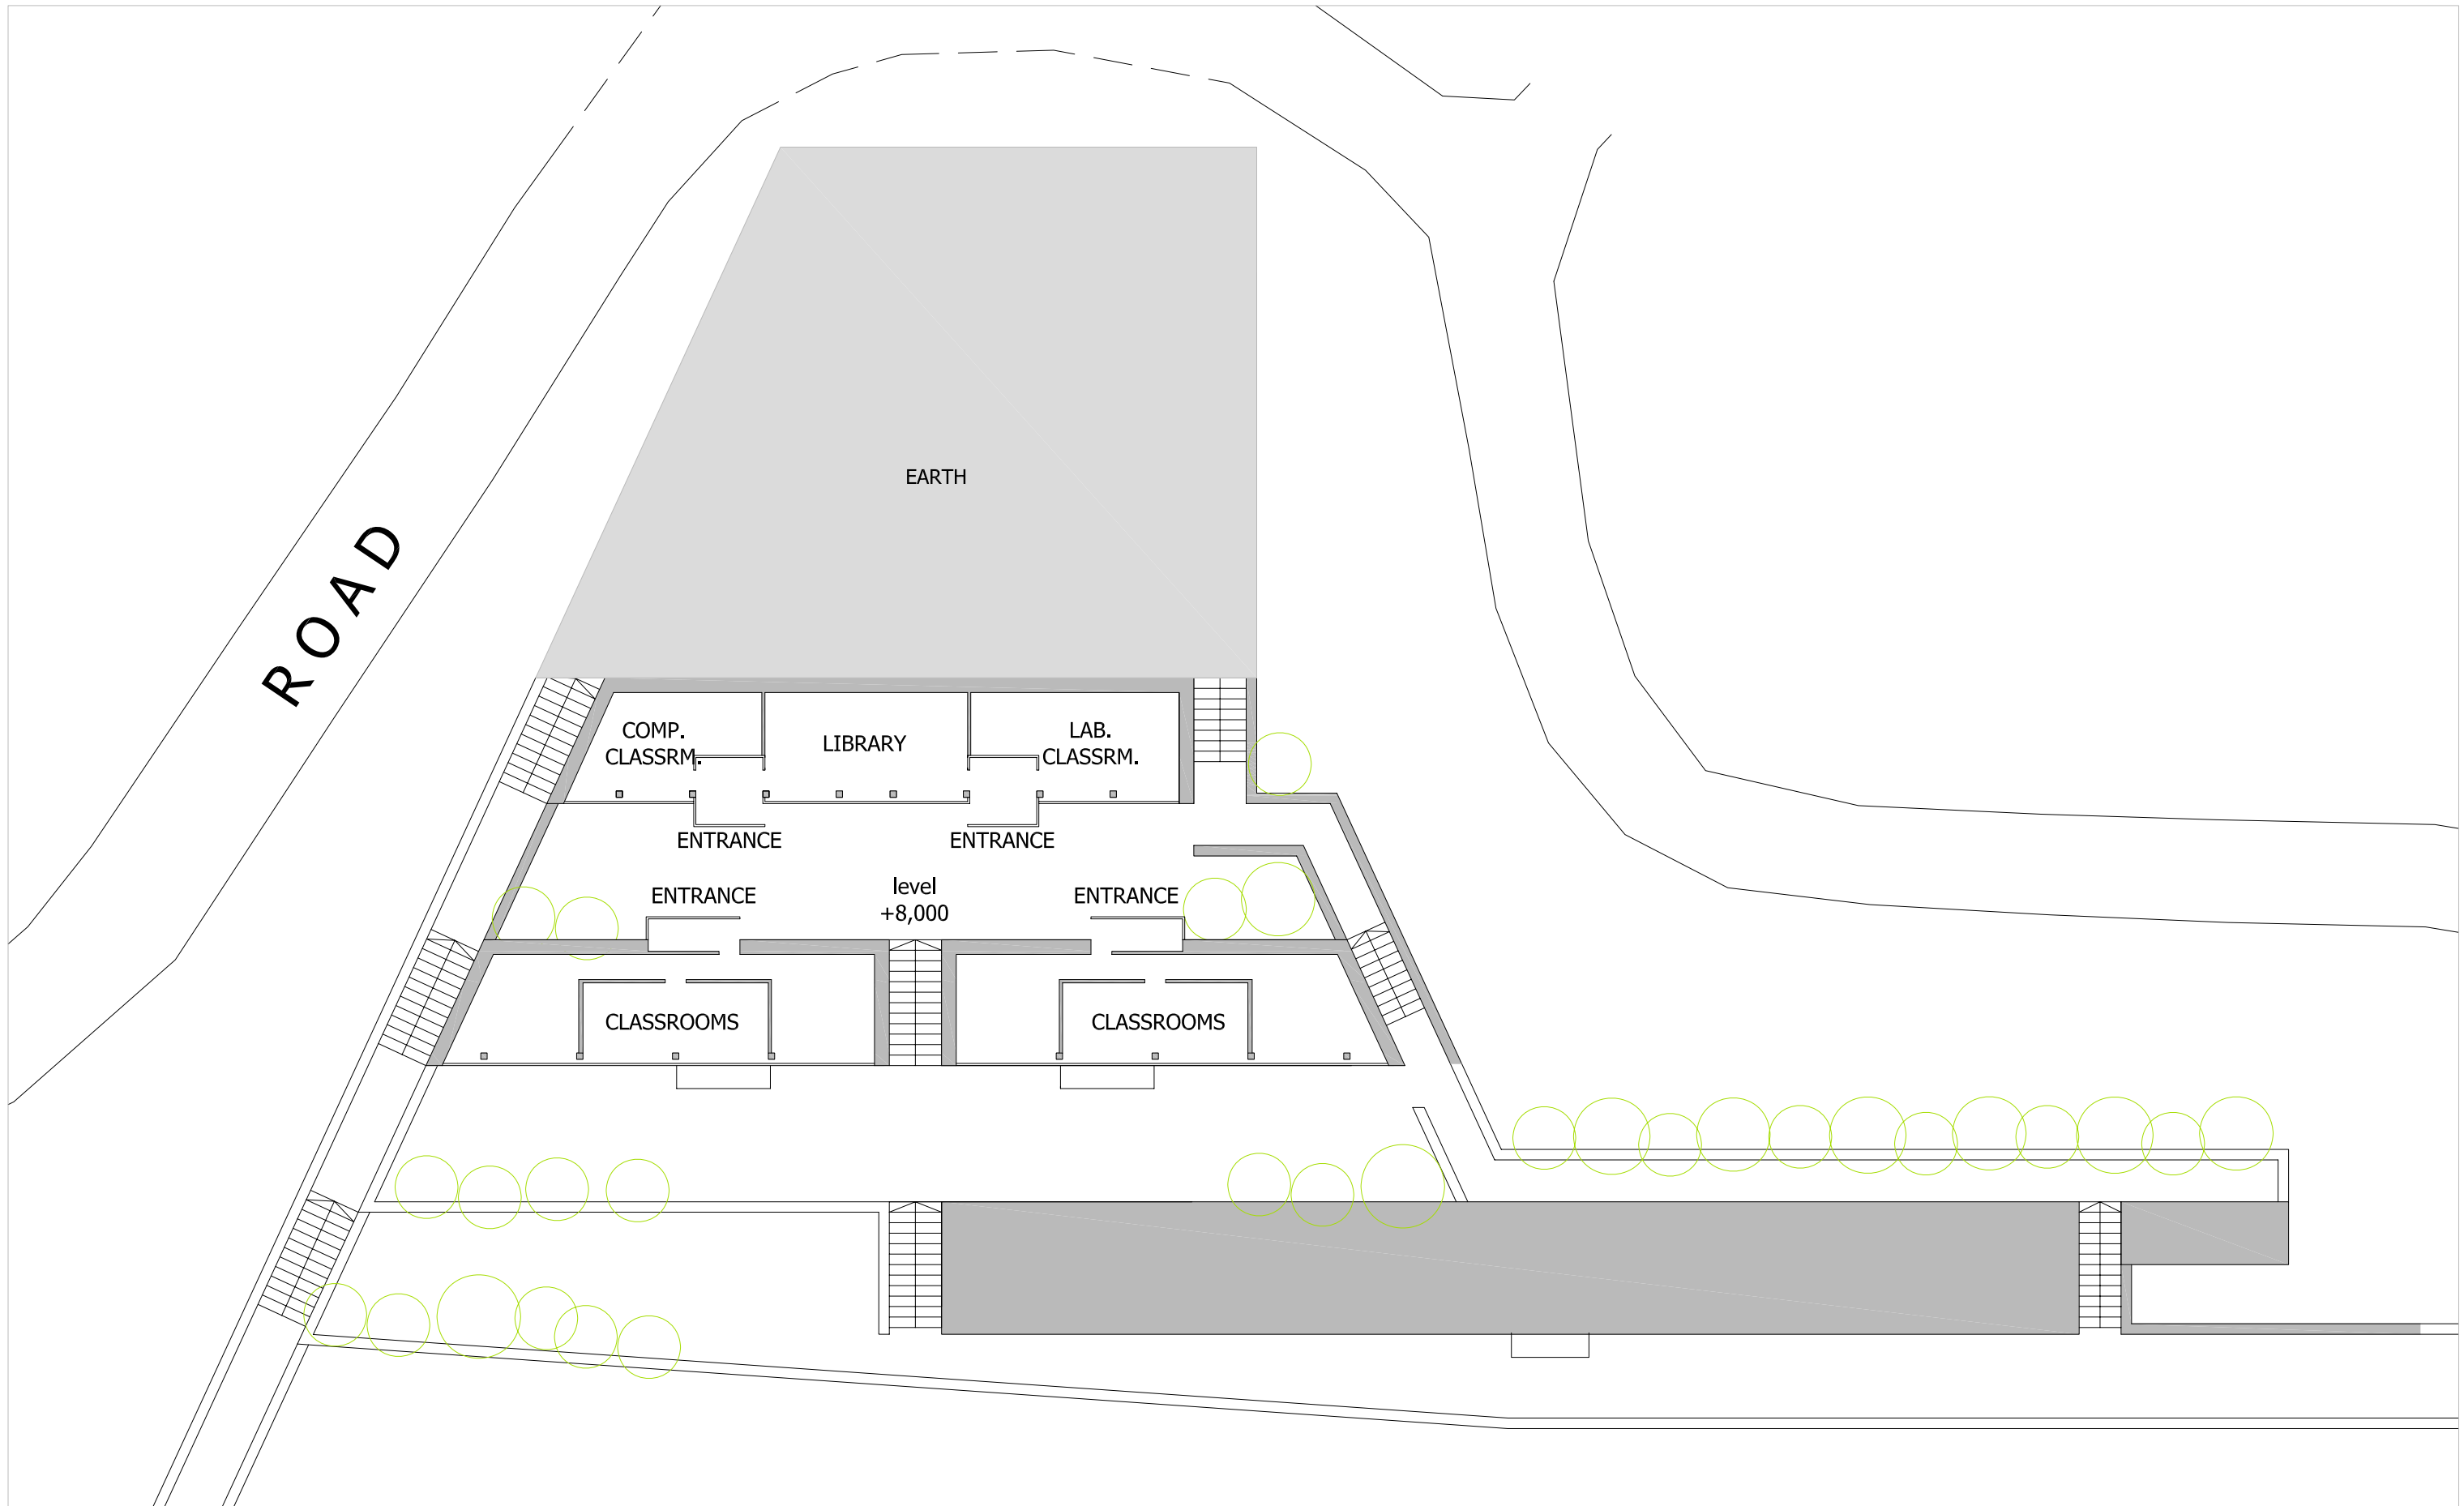 EARTH
ROAD
COMP.
CLASSRM.
LIBRARY
LAB.
CLASSRM.
ENTRANCE
ENTRANCE
ENTRANCE
level
+8,000
ENTRANCE
CLASSROOMS
CLASSROOMS